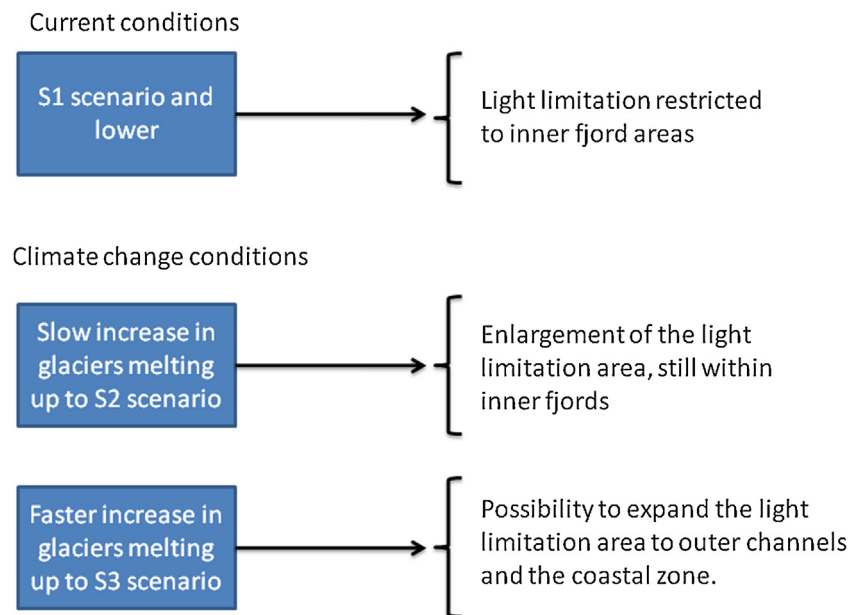 Current conditions
S1 scenario and
lower
Light limitation restricted
to inner fjord areas
Climate change conditions
Slow increase in
glaciers melting
up to S2 scenario
Enlargement of the light
limitation area, still within
inner fjords
Faster increase in
glaciers melting
up to S3 scenario
Possibility to expand the light
limitation area to outer channels
and the coastal zone.